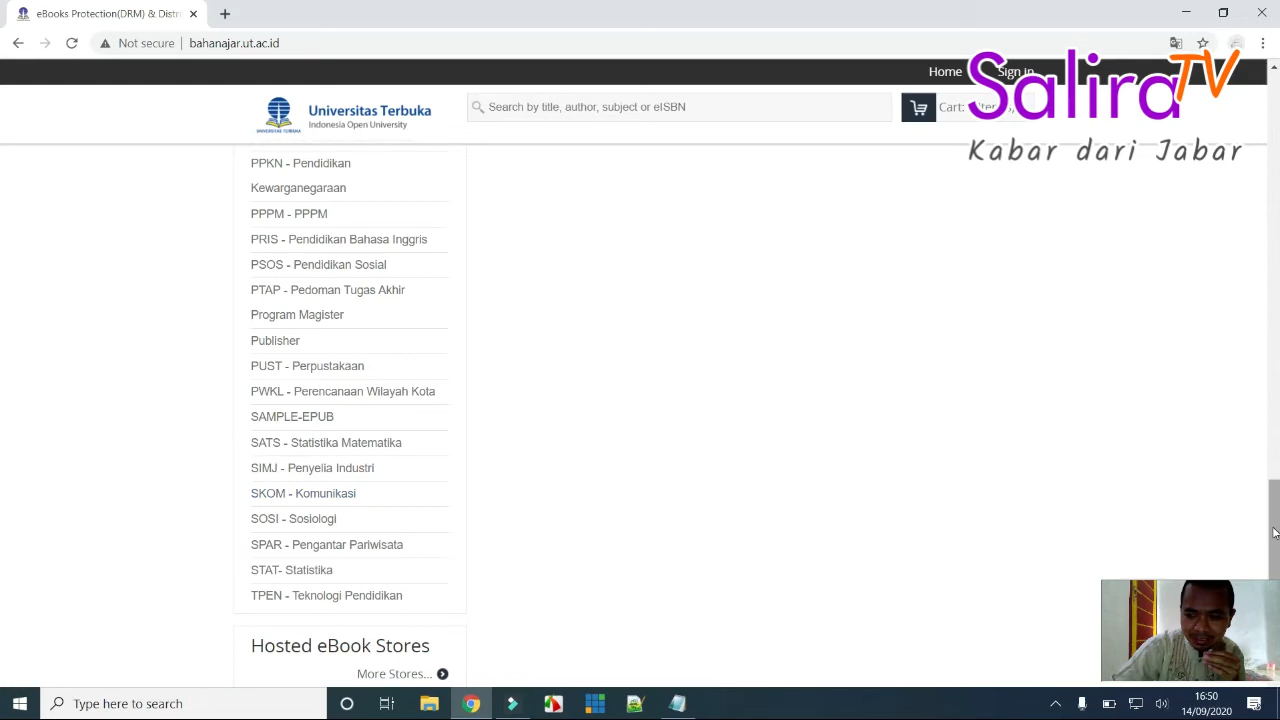 eBooks Protection(DRM) & Distri
Not secure
bahanajar.ut.ac.id
Home
Sign in
Salira TV
Kabar dari Jabar
Universitas Terbuka
Indonesia Open University
UNIVERSITAS TERBUKA
Search by title, author, subject or eISBN
Cart:
PPKN - Pendidikan
Kewarganegaraan
PPPM - PPPM
PRIS - Pendidikan Bahasa Inggris
PSOS - Pendidikan Sosial
PTAP - Pedoman Tugas Akhir
Program Magister
Publisher
PUST - Perpustakaan
PWKL - Perencanaan Wilayah Kota
SAMPLE-EPUB
SATS - Statistika Matematika
SIMJ - Penyelia Industri
SKOM - Komunikasi
SOSI - Sosiologi
SPAR - Pengantar Pariwisata
STAT- Statistika
TPEN - Teknologi Pendidikan
Hosted eBook Stores
More Stores...
Type here to search
16:50
14/09/2020